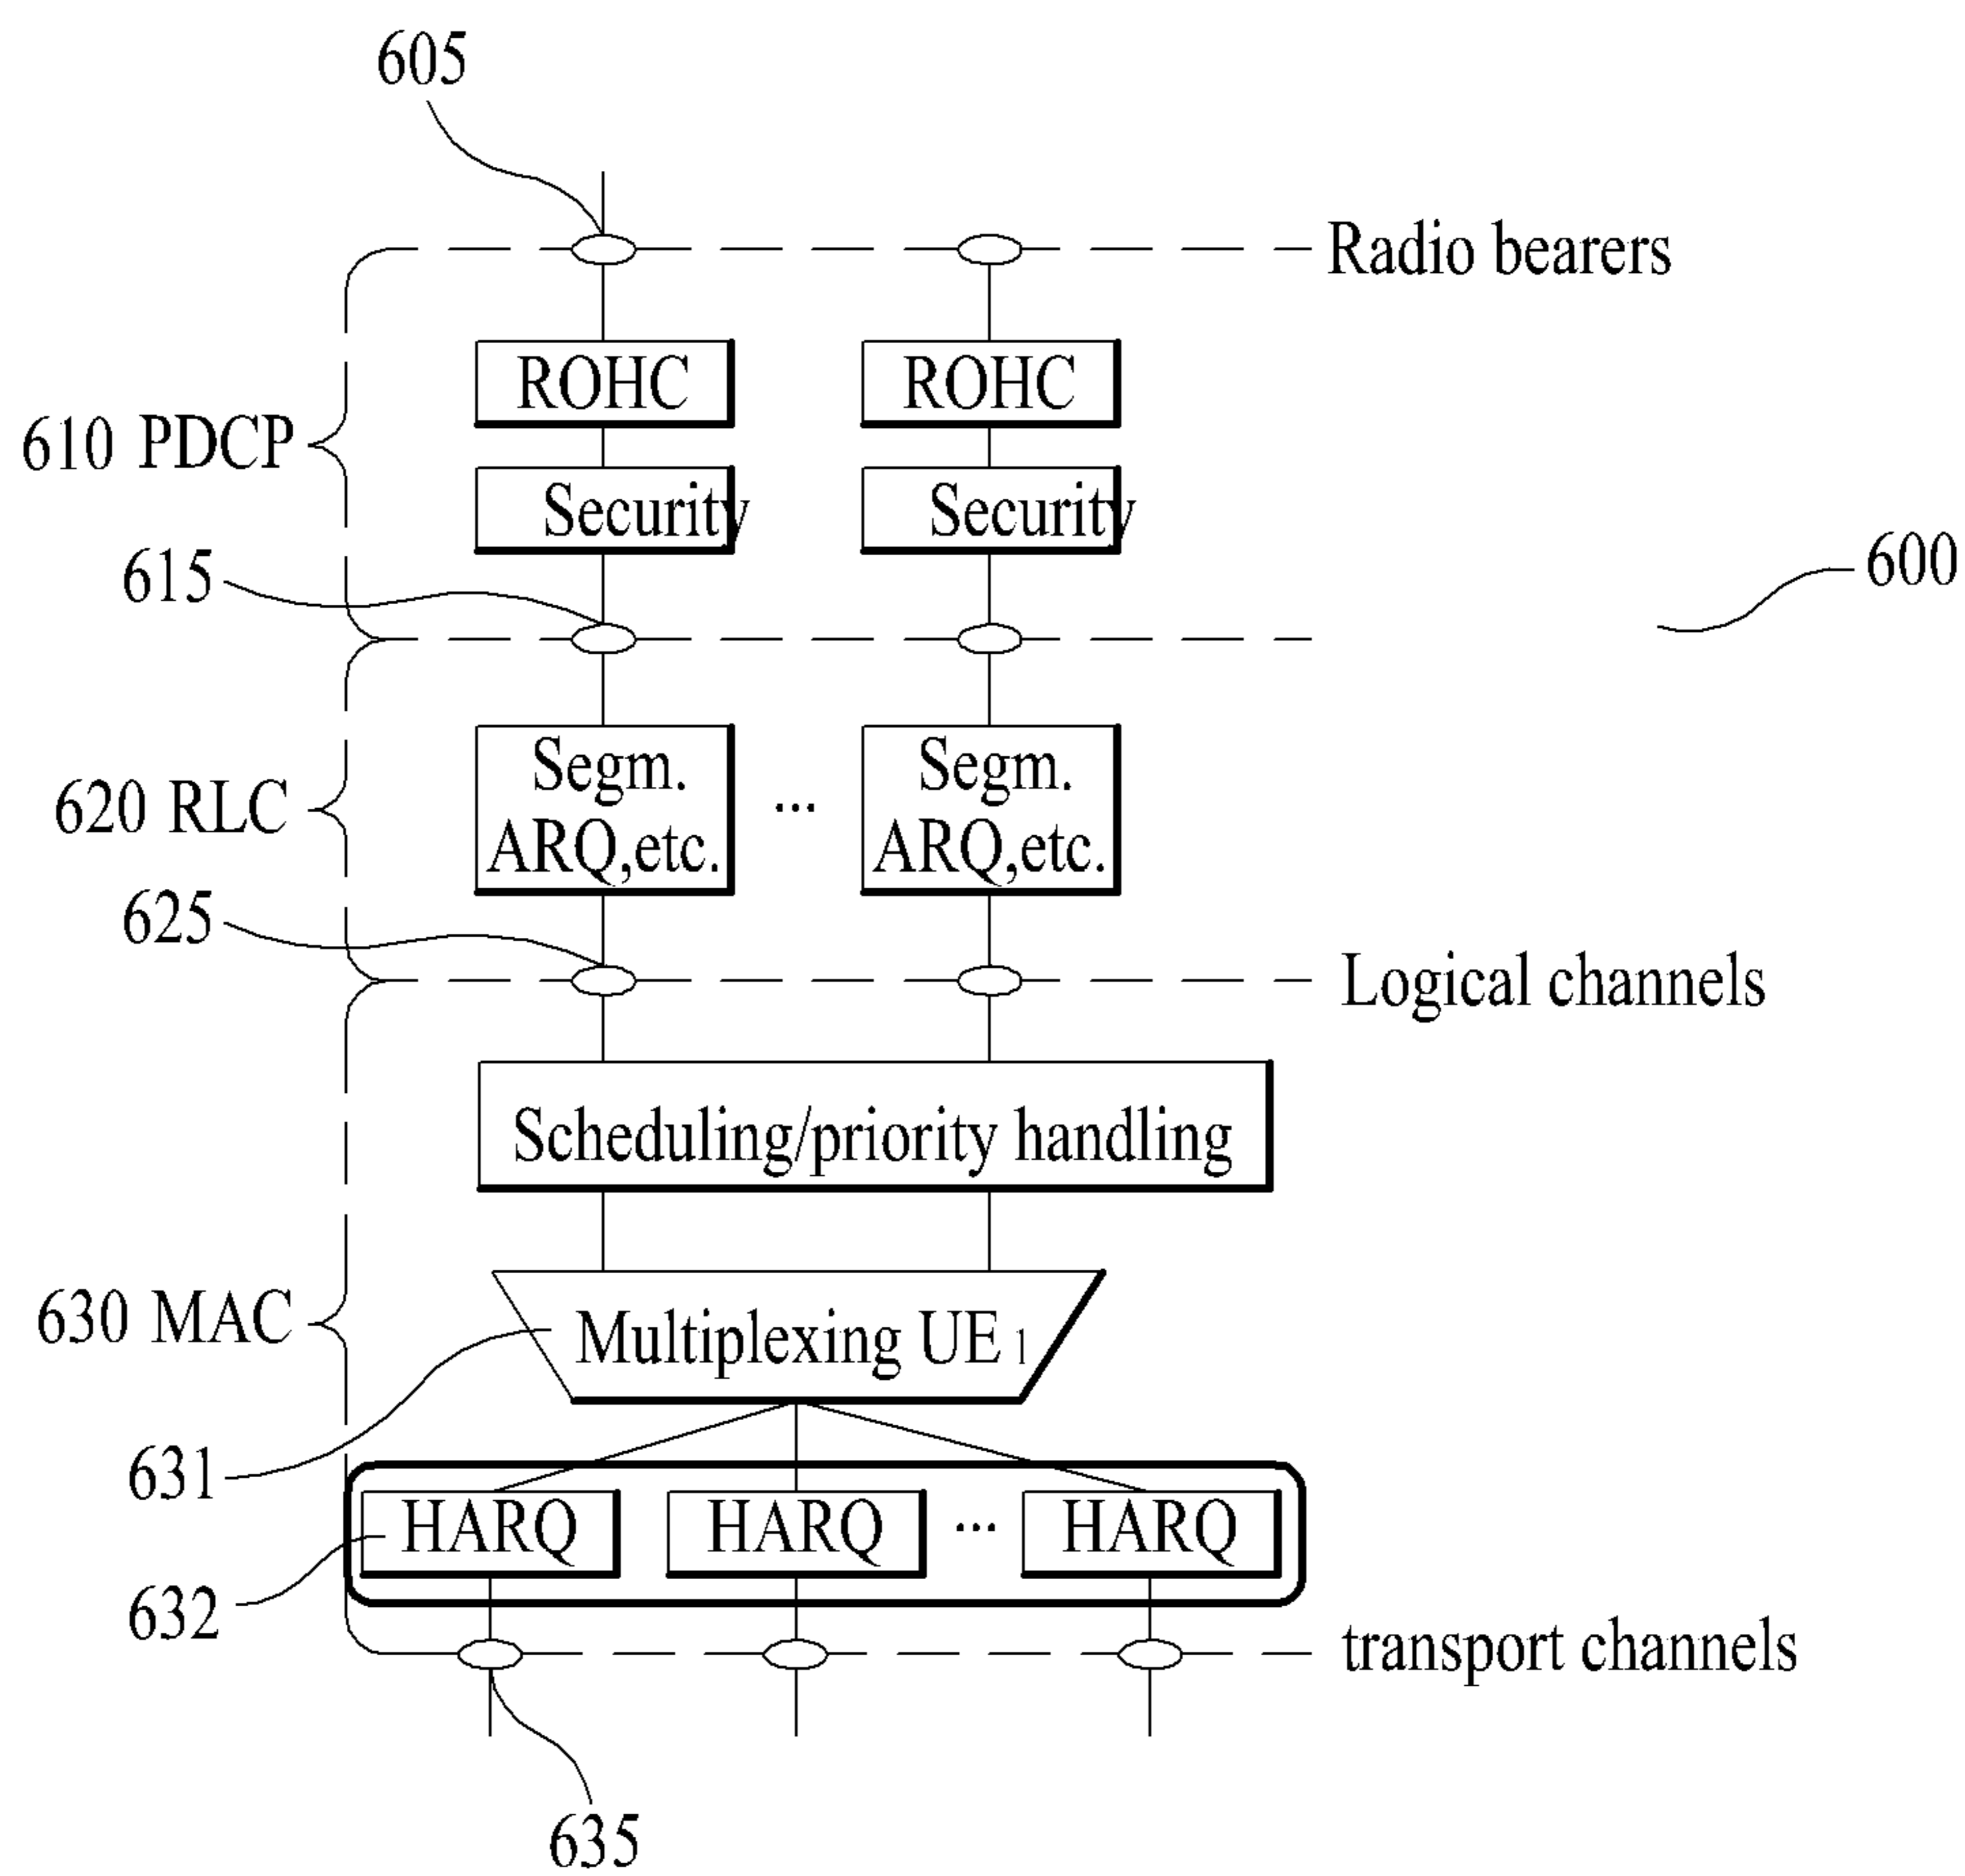 605
Radio bearers
ROHC ROHC
610 PDCP
Security Security
615
600
Segm. Segm.
620 RLC
...
ARQ,etc. ARQ,etc.
625
Logical channels
Scheduling/priority handling
630 MAC
Multiplexing UE 1
631
HARQ HARQ ... HARQ
632
transport channels
635